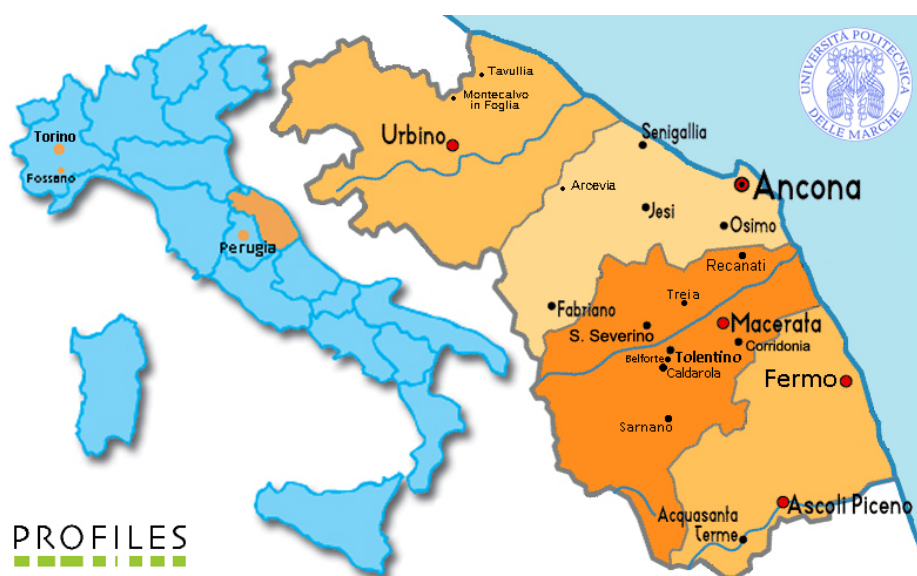 Torino
Fossano
Perugia
PROFILES
Tavullia
Montecalvo
in Foglia
Urbino
Senigallia
Arcevia
Ancona
Jesi
Osimo
Recanati
Fabriano
Treia
S. Severino
Macerata
Corridonia
Belforte
Tolentino
Caldarola
Fermo
Sarnano
Acquasanta
Terme
Ascoli Piceno
UNIVERSITÀ POLITECNICA
DELLE MARCHE